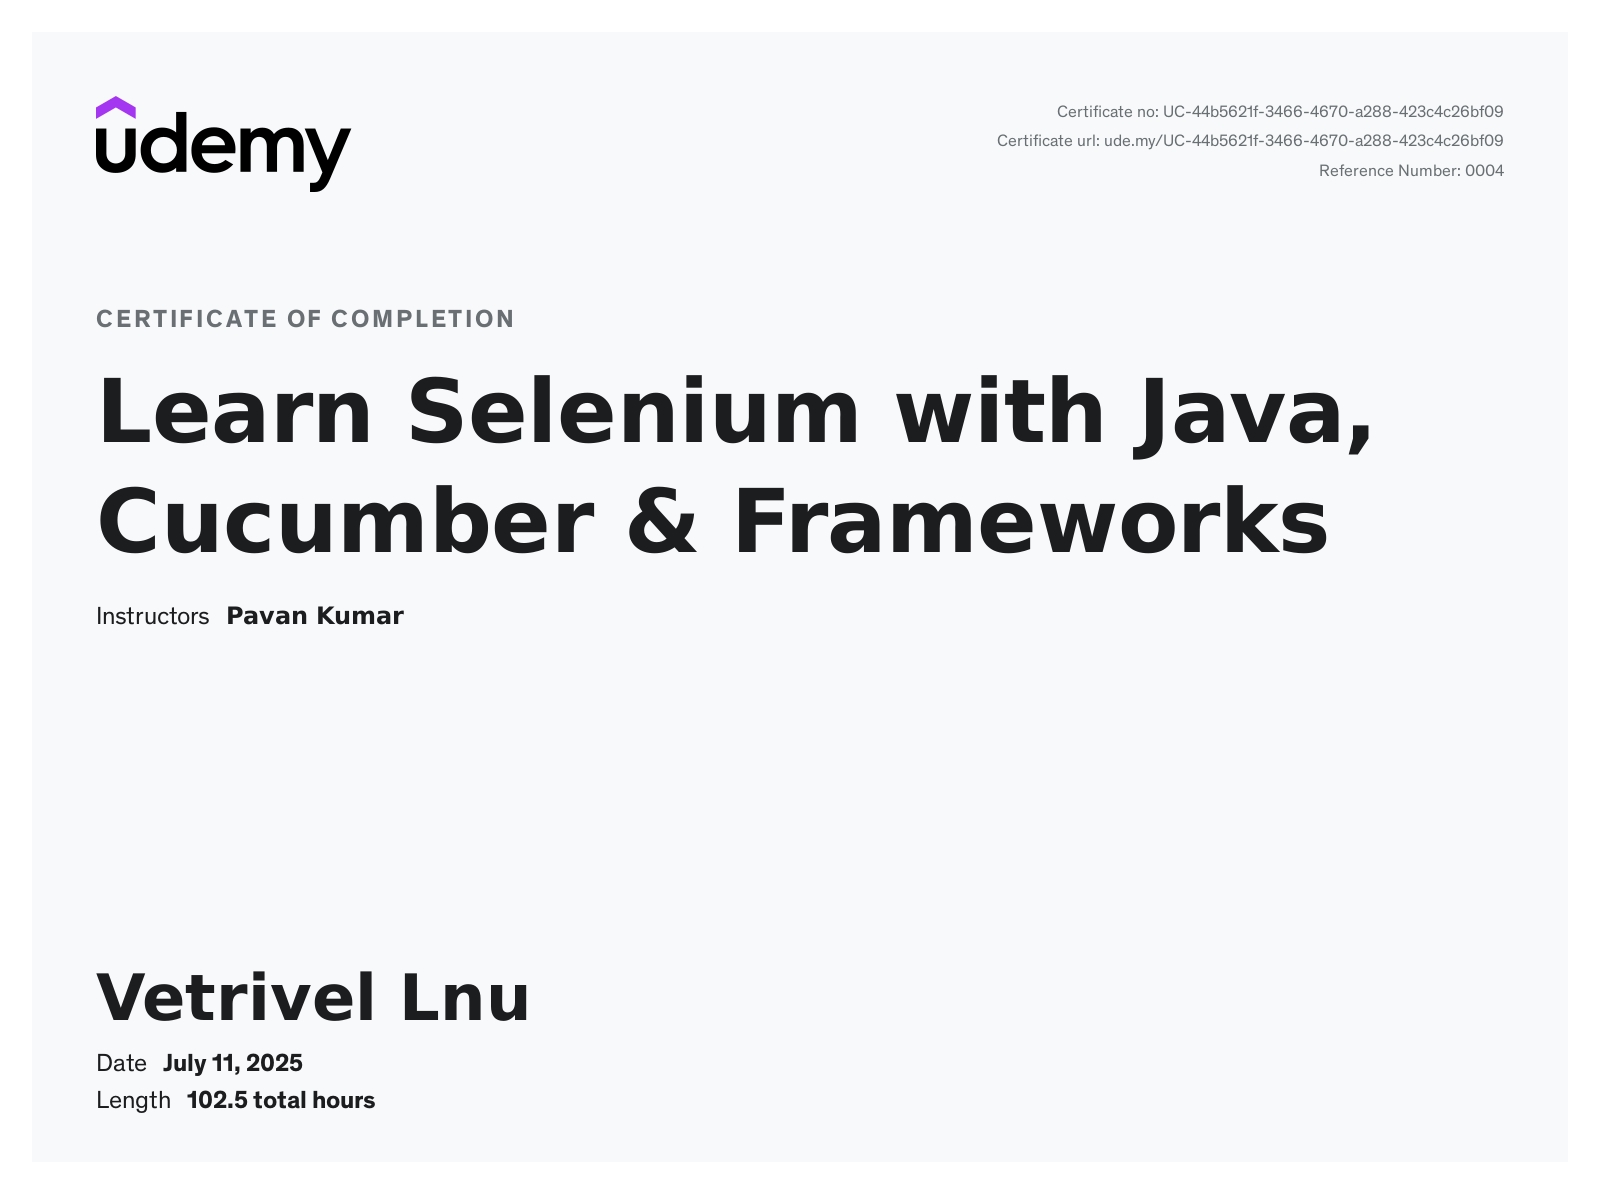 udemy
Certificate no: UC-44b5621f-3466-4670-a288-423c4c26bf09
Certificate url: ude.my/UC-44b5621f-3466-4670-a288-423c4c26bf09
Reference Number: 0004
CERTIFICATE OF COMPLETION
Learn Selenium with Java,
Cucumber & Frameworks
Instructors Pavan Kumar
Vetrivel Lnu
Date July 11, 2025
Length 102.5 total hours